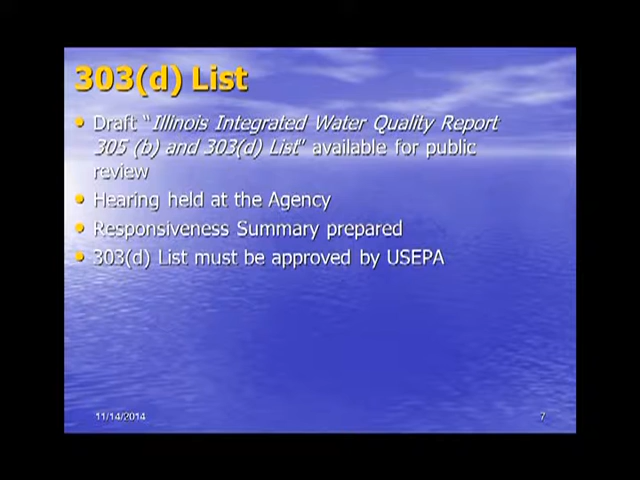 303(d) List
• Draft "Illinois Integrated Water Quality Report
305 (b) and 303(d) List" available for public
review
• Hearing held at the Agency
• Responsiveness Summary prepared
• 303(d) List must be approved by USEPA
11/14/2014
7